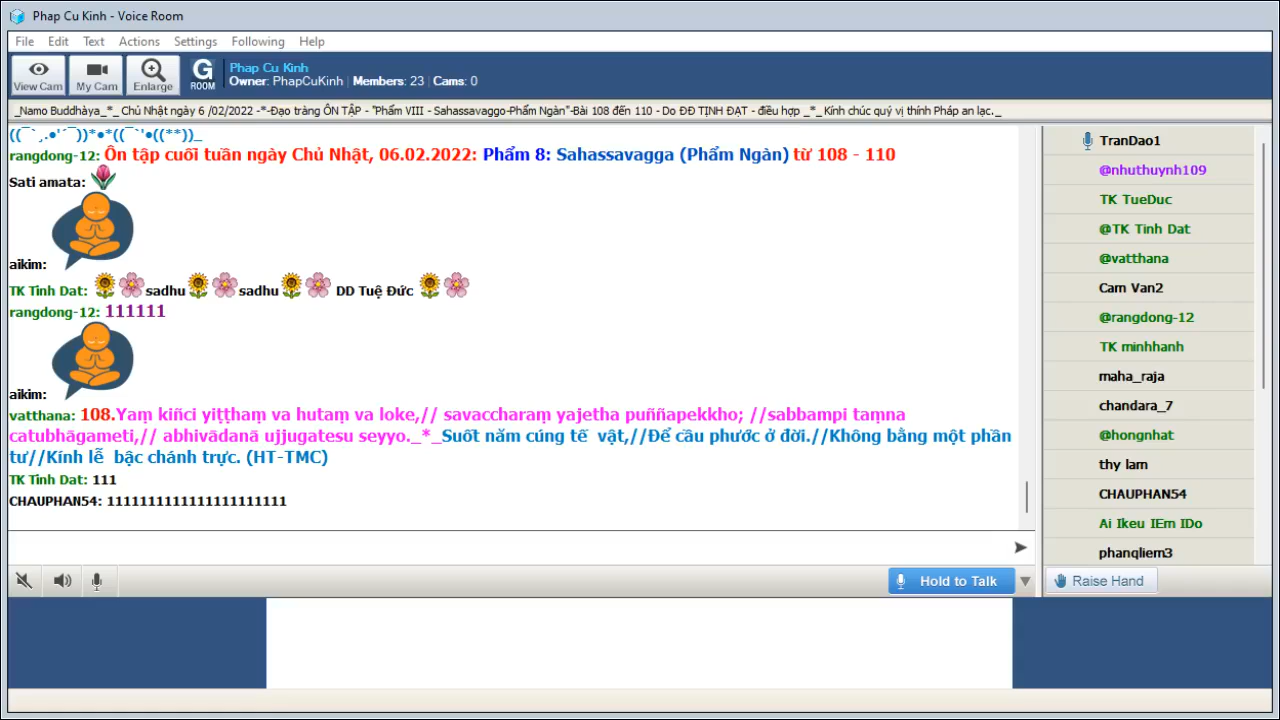 Phap Cu Kinh - Voice Room
File Edit Text Actions Settings Following Help
View Cam My Cam Enlarge G ROOM
Phap Cu Kinh
Owner: PhapCuKinh | Members: 23 | Cams: 0
_Namo Buddhàya_*_ Chủ Nhật ngày 6 /02/2022 -*-Đạo tràng ÔN TẬP - "Phẩm VIII - Sahassavaggo-Phẩm Ngàn"-Bài 108 đến 110 - Do ĐĐ TỊNH ĐẠT - điều hợp _*_ Kính chúc quý vị thính Pháp an lạc._
rangdong-12: Ôn tập cuối tuần ngày Chủ Nhật, 06.02.2022: Phẩm 8: Sahassavagga (Phẩm Ngàn) từ 108 - 110
Sati amata:
aikim:
TK Tinh Dat: sadhu sadhu DD Tuệ Đức
rangdong-12: 111111
aikim:
vatthana: 108.Yaṃ kiñci yiṭṭhaṃ va hutaṃ va loke,// savaccharaṃ yajetha puññapekkho; //sabbampi taṃna
catubhāgameti,// abhivādanā ujjugatesu seyyo._*_Suốt năm cúng tế vật,//Để cầu phước ở đời.//Không bằng một phần
tư//Kính lễ bậc chánh trực. (HT-TMC)
TK Tinh Dat: 111
CHAUPHAN54: 1111111111111111111111
TranDao1
@nhuthuynh109
TK TueDuc
@TK Tinh Dat
@vatthana
Cam Van2
@rangdong-12
TK minhhanh
maha_raja
chandara_7
@hongnhat
thy lam
CHAUPHAN54
Ai Ikeu IEm IDo
phanqliem3
Hold to Talk
Raise Hand